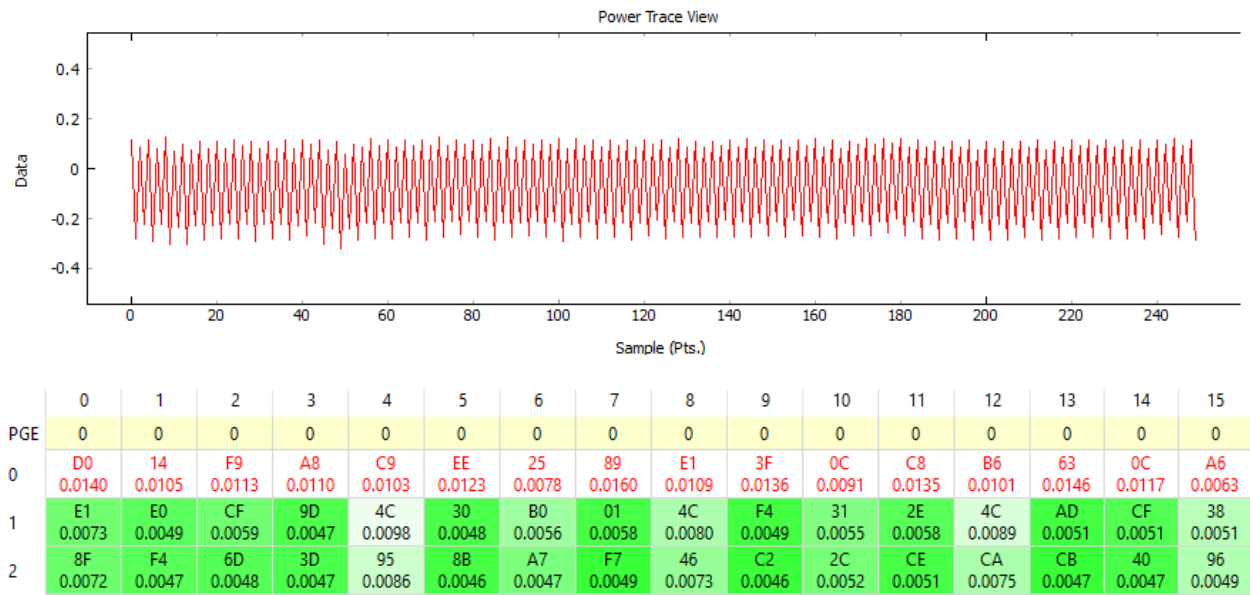 Power Trace View
0.4
0.2
0
-0.2
-0.4
Data
0 20 40 60 80 100 120 140 160 180 200 220 240
Sample (Pts.)
0 1 2 3 4 5 6 7 8 9 10 11 12 13 14 15
PGE 0 0 0 0 0 0 0 0 0 0 0 0 0 0 0 0
0 D0 14 F9 A8 C9 EE 25 89 E1 3F 0C C8 B6 63 0C A6
0.0140 0.0105 0.0113 0.0110 0.0103 0.0123 0.0078 0.0160 0.0109 0.0136 0.0091 0.0135 0.0101 0.0146 0.0117 0.0063
1 E1 E0 CF 9D 4C 30 B0 01 4C F4 31 2E 4C AD CF 38
0.0073 0.0049 0.0059 0.0047 0.0098 0.0048 0.0056 0.0058 0.0080 0.0049 0.0055 0.0058 0.0089 0.0051 0.0051 0.0051
2 8F F4 6D 3D 95 8B A7 F7 46 C2 2C CE CA CB 40 96
0.0072 0.0047 0.0048 0.0047 0.0086 0.0046 0.0047 0.0049 0.0073 0.0046 0.0052 0.0051 0.0075 0.0047 0.0047 0.0049